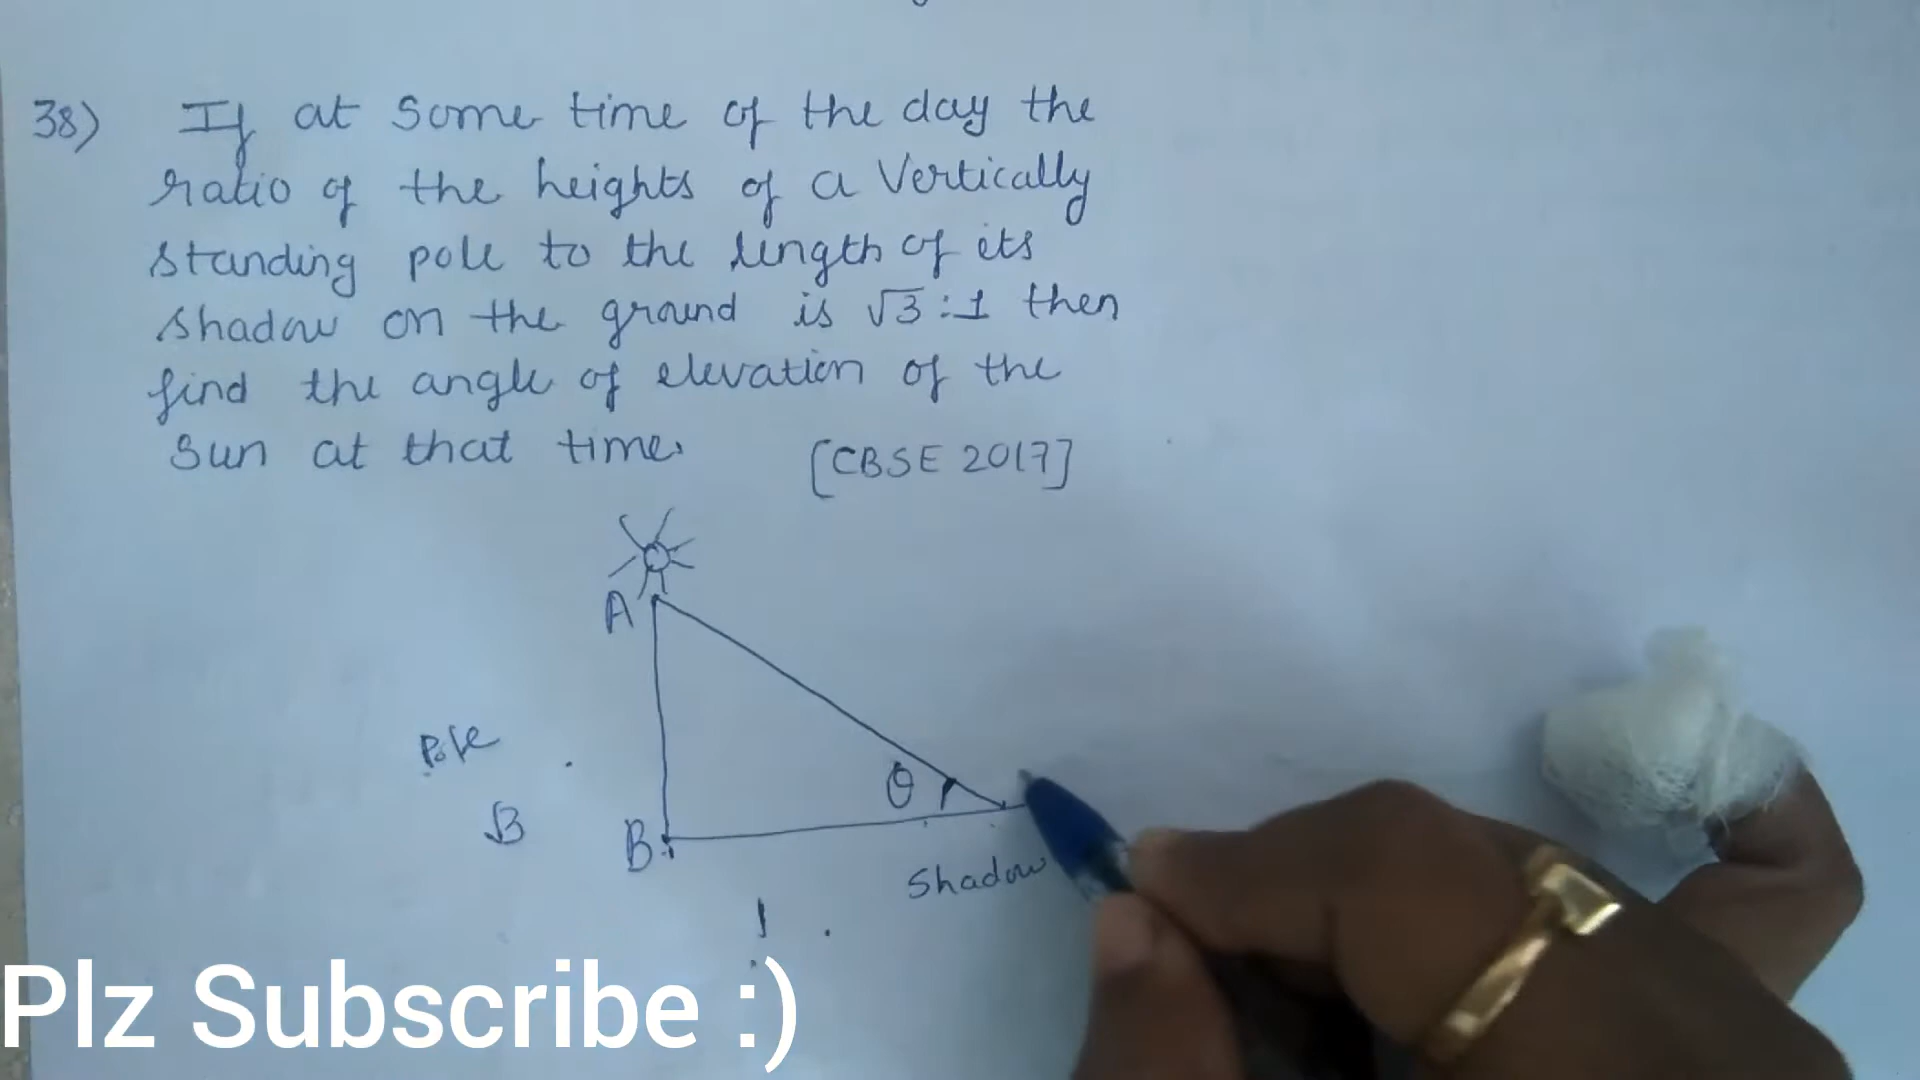 38) If at some time of the day the
ratio of the heights of a vertically
standing pole to the length of its
shadow on the ground is √3:1 then
find the angle of elevation of the
sun at that time.
[CBSE 2017]
A
Pole
θ
√3
B
Shadow
1
Plz Subscribe :)